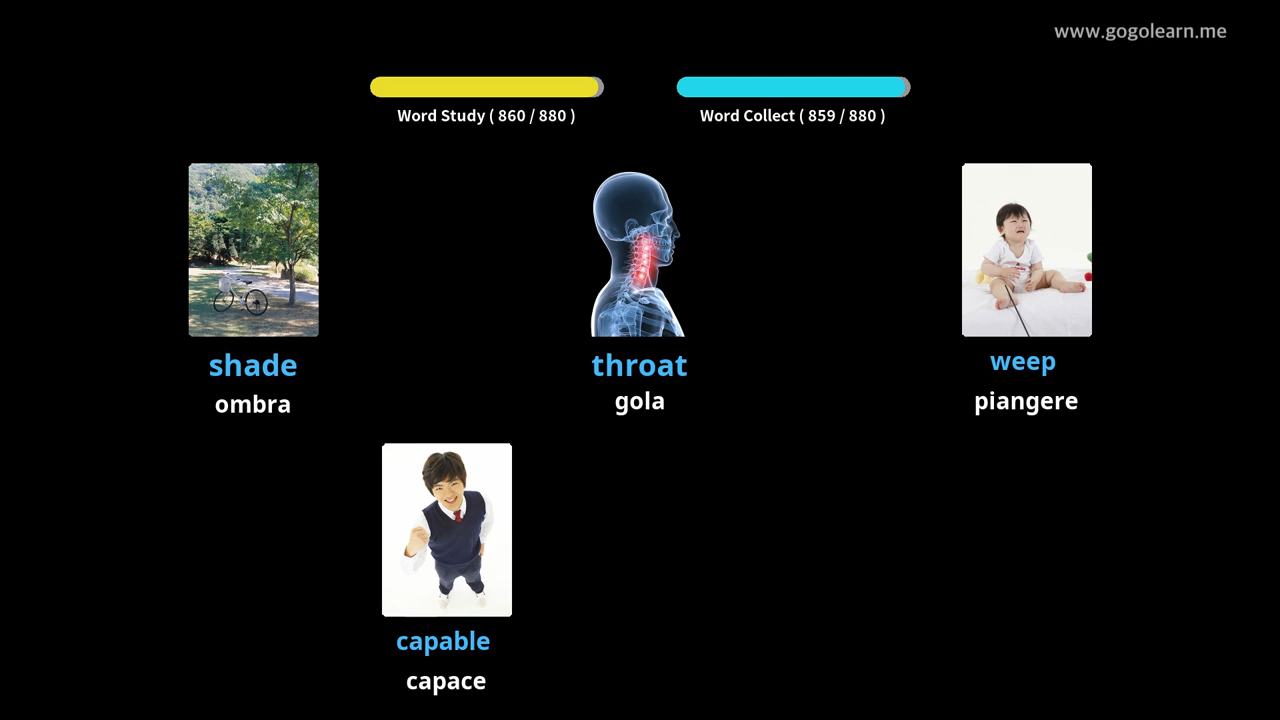 www.gogolearn.me
Word Study ( 860 / 880 )
Word Collect ( 859 / 880 )
shade
ombra
throat
gola
weep
piangere
capable
capace